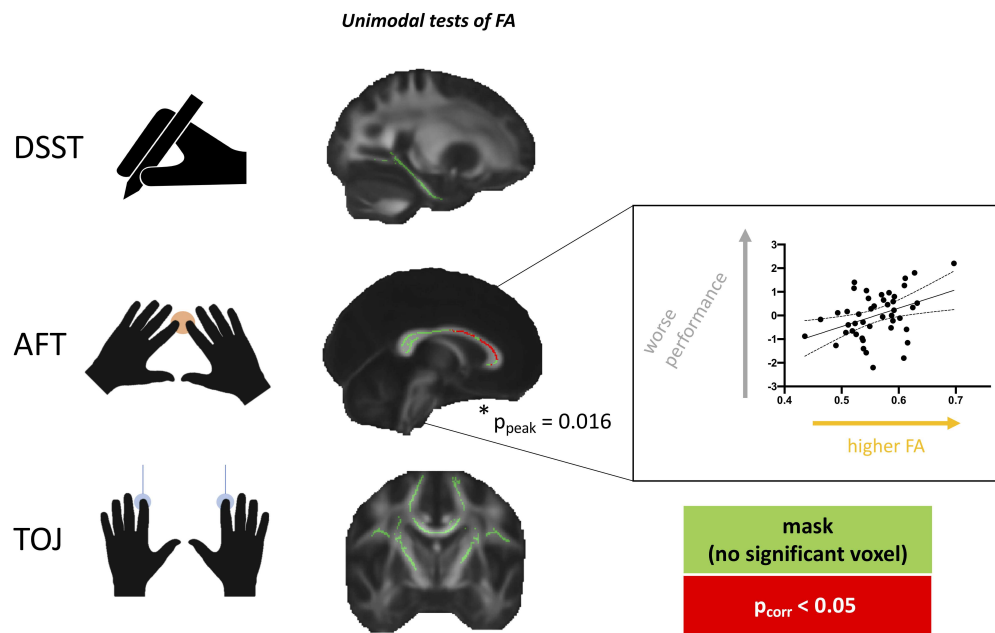 Unimodal tests of FA
DSST
AFT
* p_peak = 0.016
TOJ
worse
performance
3
2
1
0
-1
-2
-3
0.4 0.5 0.6 0.7
higher FA
mask
(no significant voxel)
p_corr < 0.05